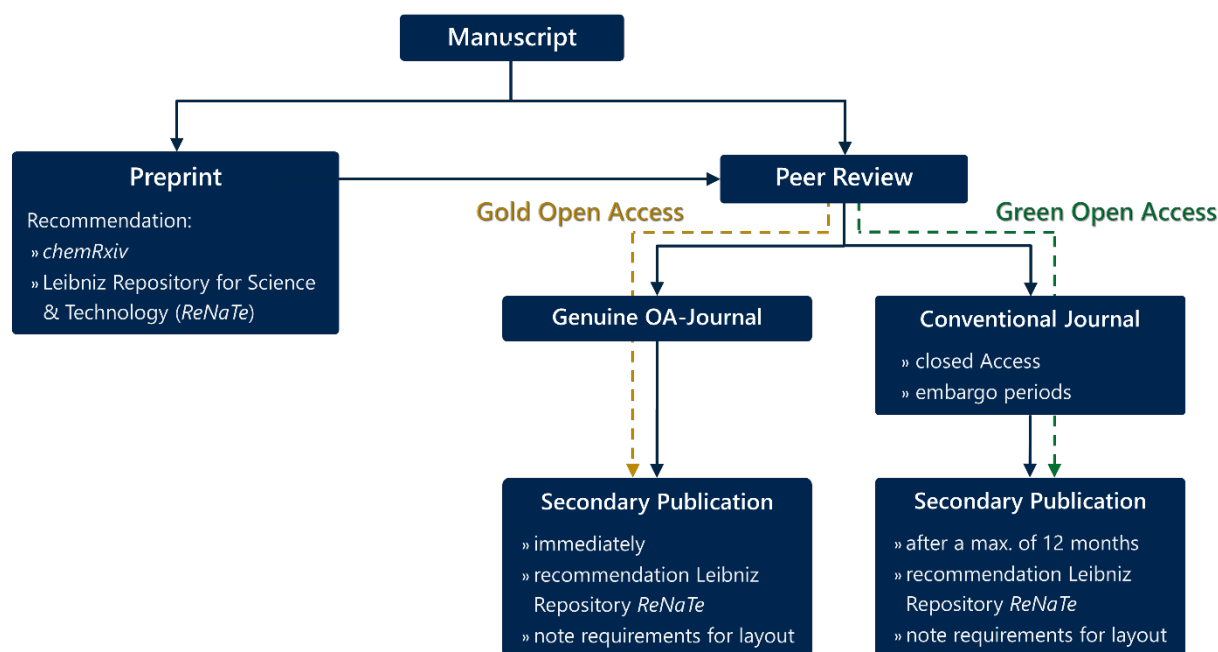 Manuscript
Preprint
Recommendation:
» chemRxiv
» Leibniz Repository for Science
& Technology (ReNaTe)
Peer Review
Gold Open Access
Green Open Access
Genuine OA-Journal
Conventional Journal
» closed Access
» embargo periods
Secondary Publication
» immediately
» recommendation Leibniz
Repository ReNaTe
» note requirements for layout
Secondary Publication
» after a max. of 12 months
» recommendation Leibniz
Repository ReNaTe
» note requirements for layout